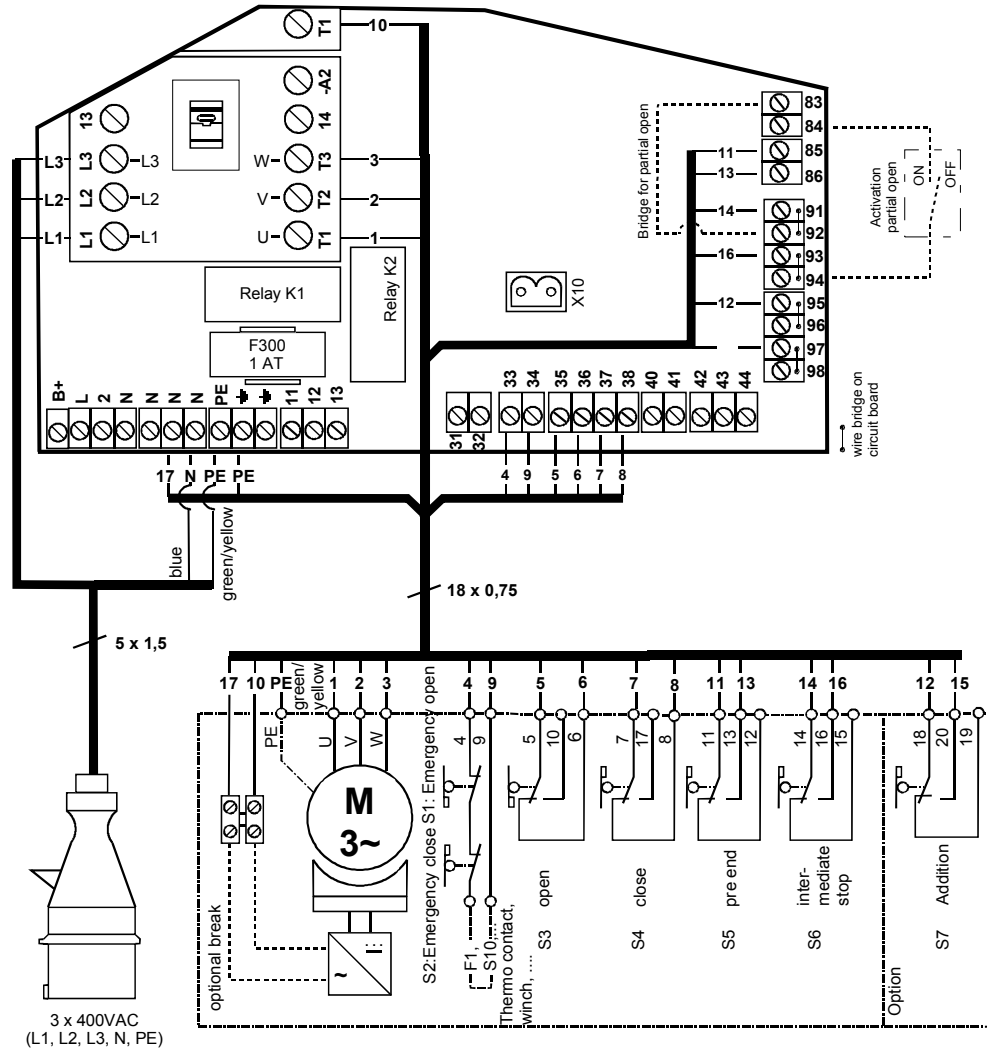 T1 10
-A2
13 14
L3 L3 L3 W T3 3
L2 L2 L2 V T2 2
L1 L1 L1 U T1 1
Relay K1
Relay K2
F300
1 AT
X10
Bridge for partial open
83
84
11 85
13 86
14 91
92
16 93
94
12 95
96
97
98
Activation
partial open
ON
OFF
wire bridge on
circuit board
B+ L 2 N N N N PE 11 12 13
31 32 33 34 35 36 37 38 40 41 42 43 44
17 N PE PE
4 9 5 6 7 8
blue
green/yellow
18 x 0,75
5 x 1,5
17 10 PE green/
yellow 1 2 3 4 9 5 6 7 8 11 13 14 16 12 15
PE U V W 4 9 5 10 6 7 17 8 11 13 12 14 16 15 18 20 19
M
3~
~
optional break
S1: Emergency open
S2:Emergency close
F1,
S10,...
Thermo contact,
winch, ....
S3 open
S4 close
S5 pre end
S6 inter-
mediate
stop
S7 Addition
Option
3 x 400VAC
(L1, L2, L3, N, PE)